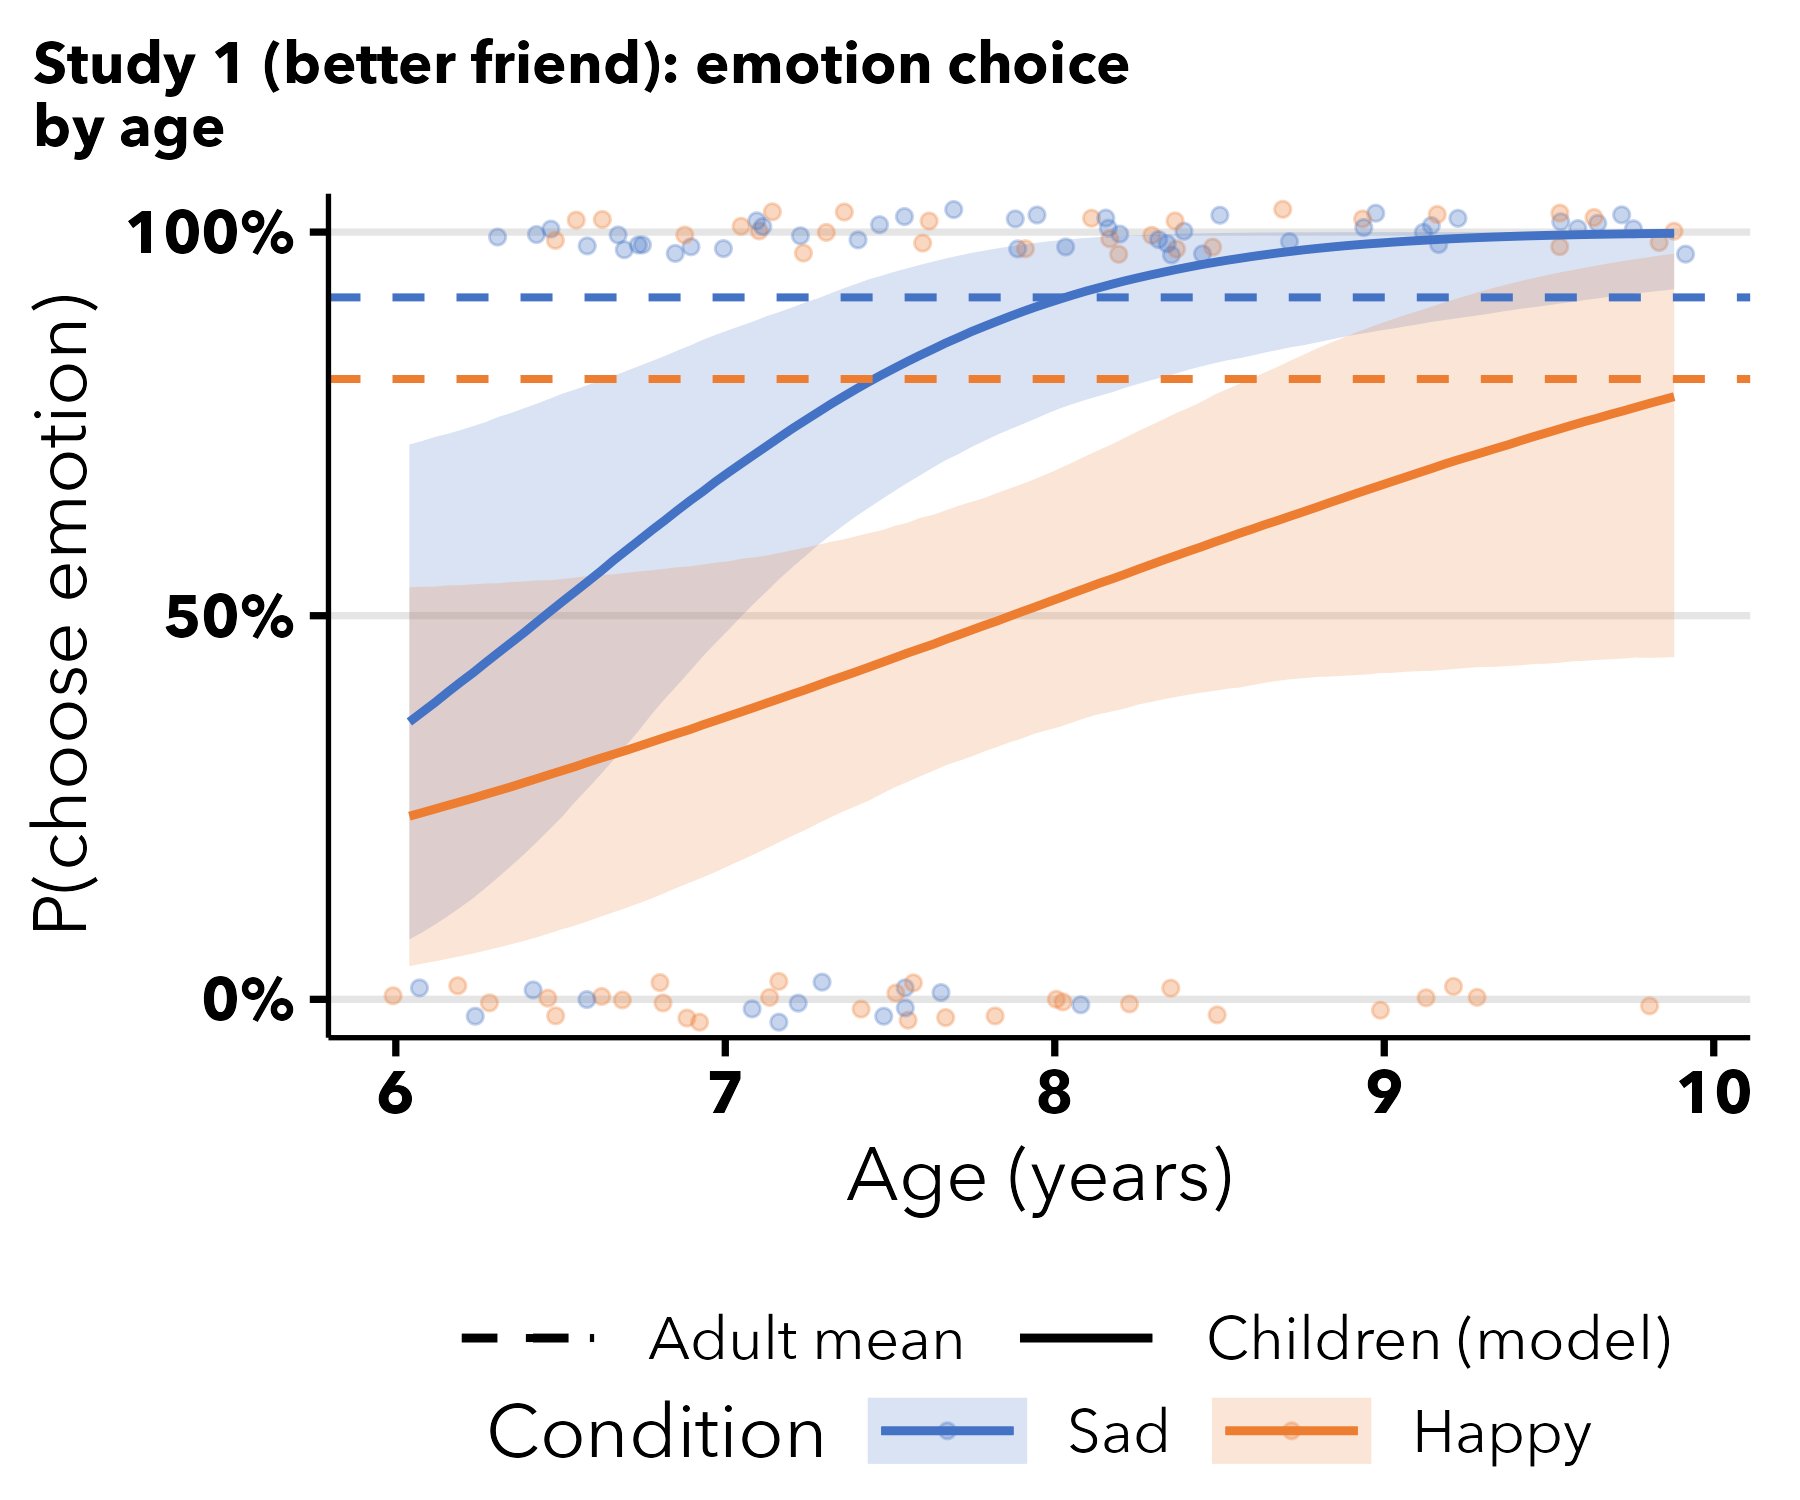 Study 1 (better friend): emotion choice
by age
P(choose emotion)
100%
50%
0%
6 7 8 9 10
Age (years)
Adult mean Children (model)
Condition Sad Happy